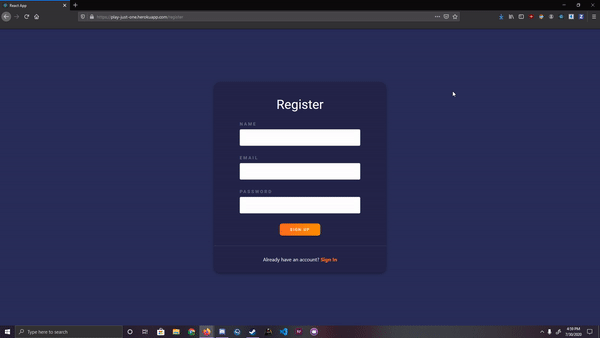 React App
https://play-just-one.herokuapp.com/register
Register
NAME
EMAIL
PASSWORD
SIGN UP
Already have an account? Sign In
Type here to search
4:18 PM
7/30/2020